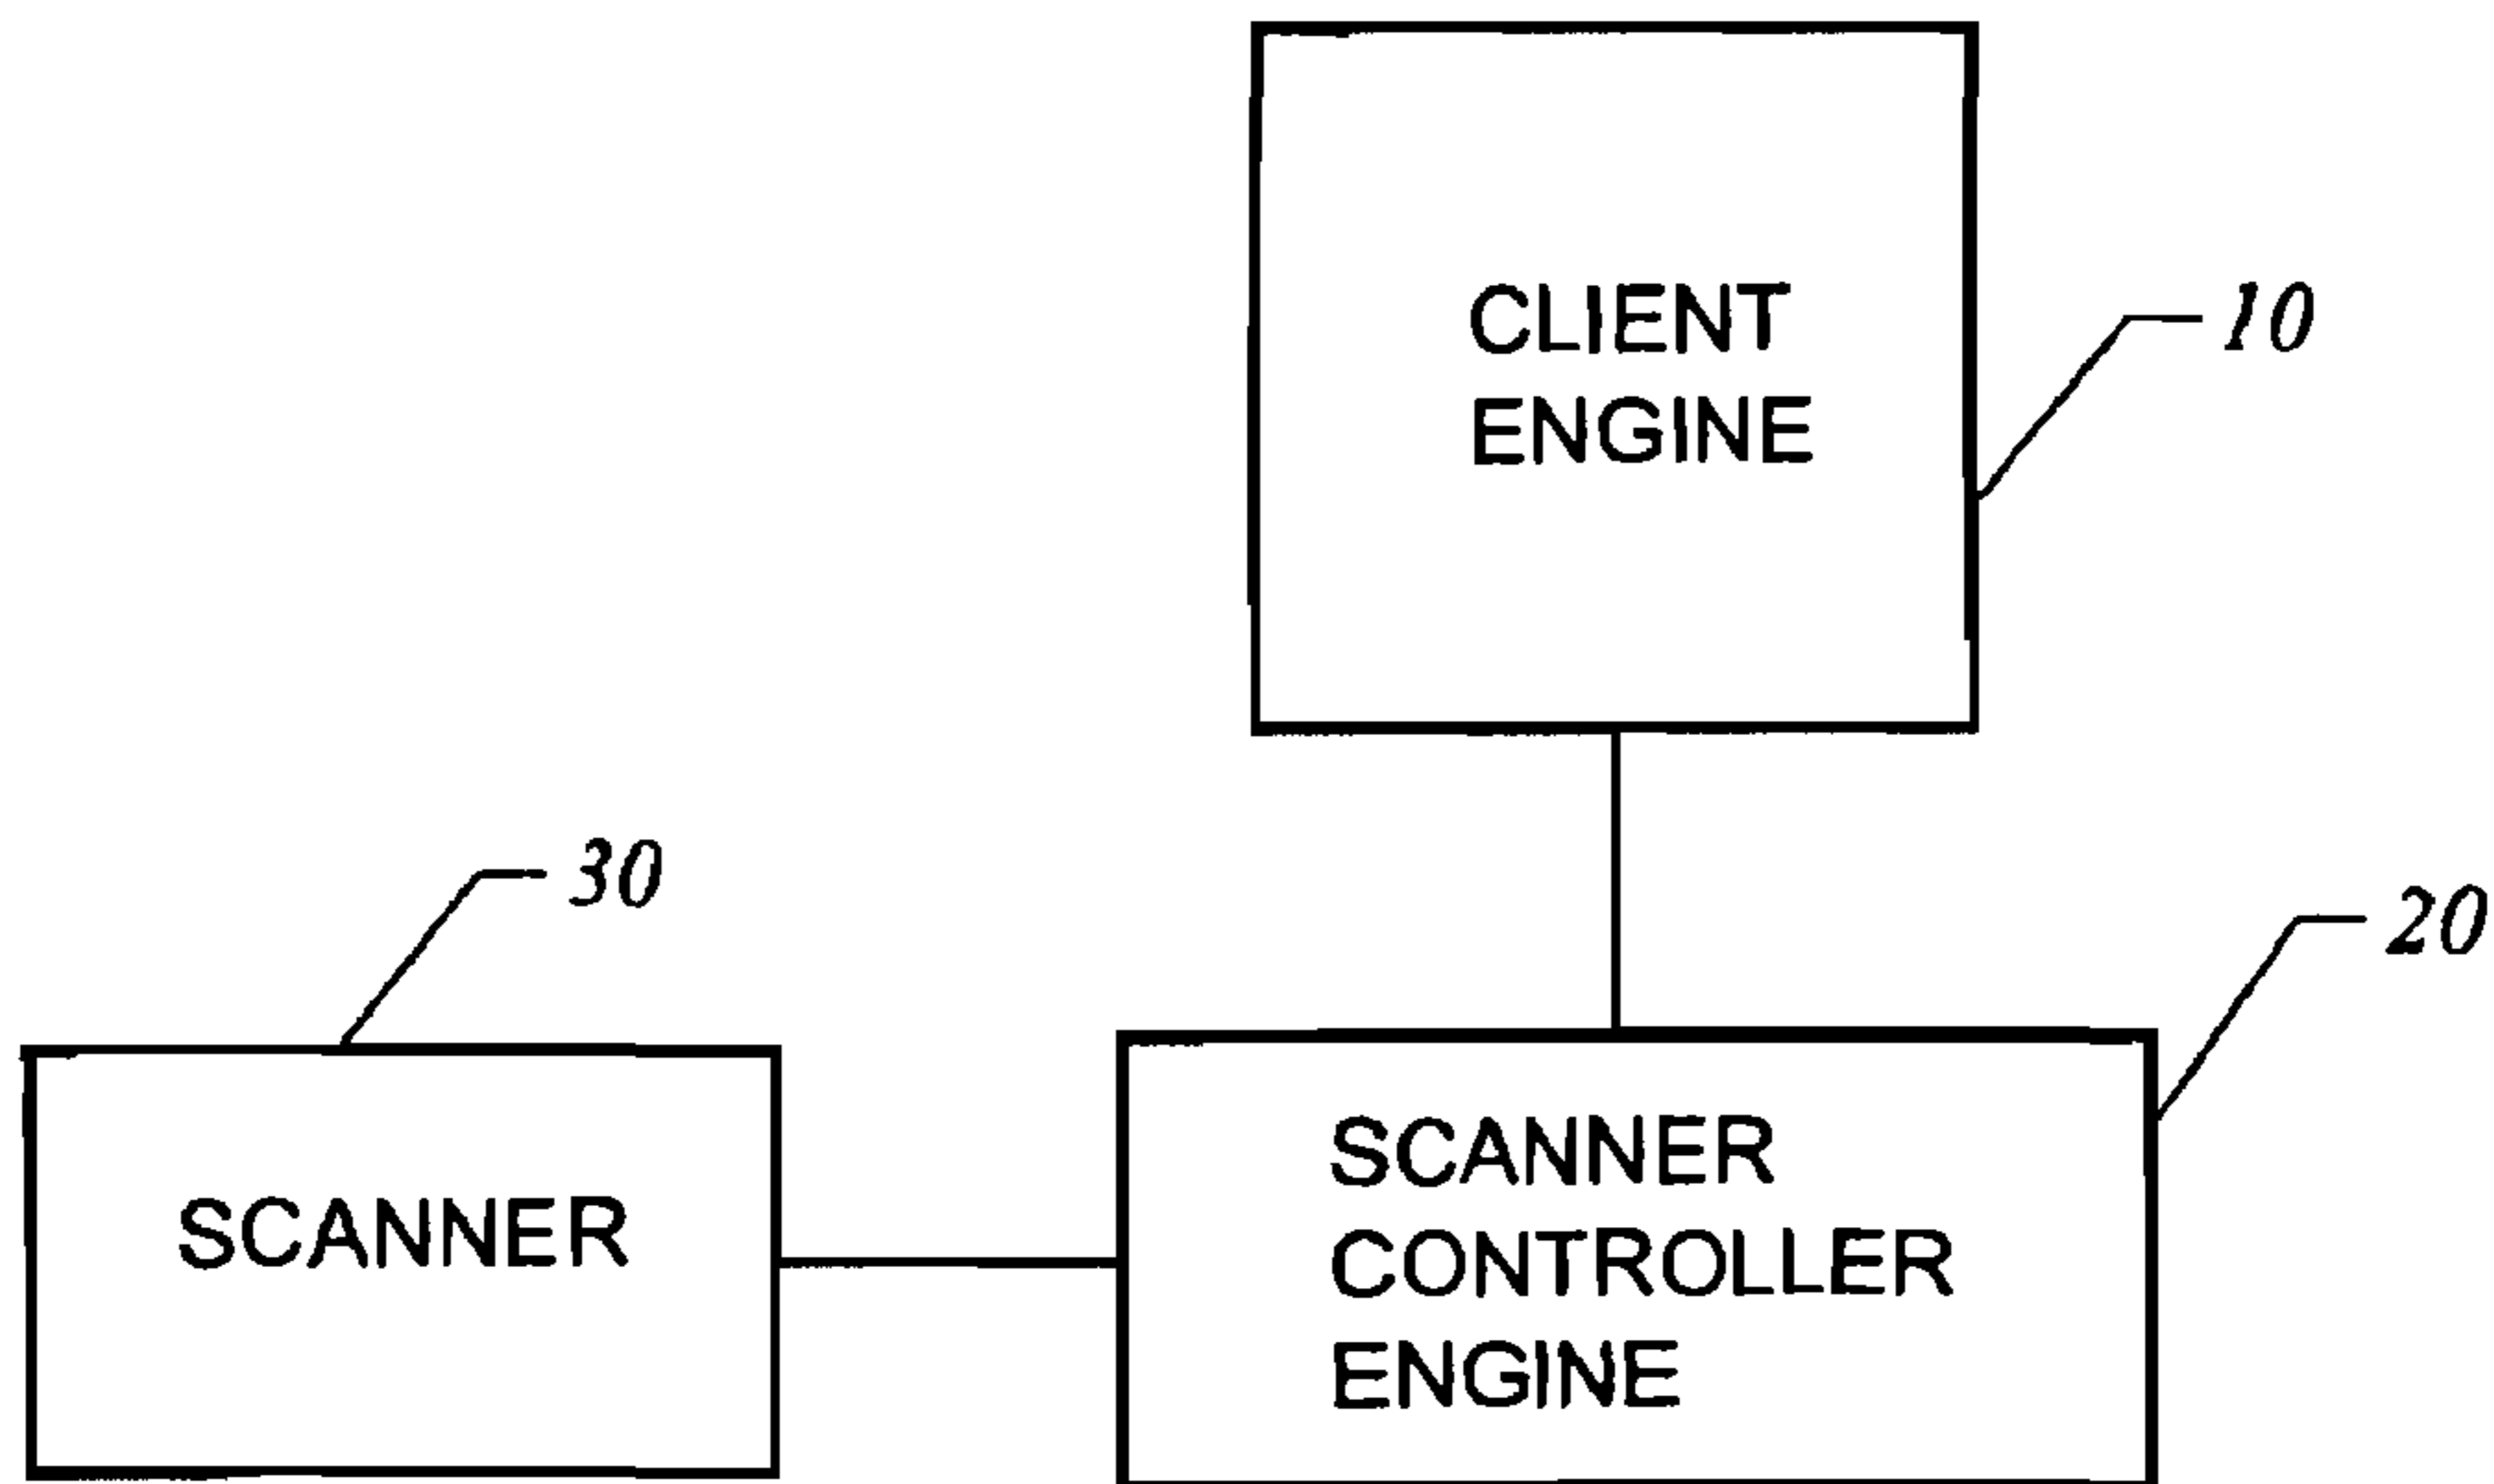 CLIENT
ENGINE
10
30
20
SCANNER
SCANNER
CONTROLLER
ENGINE